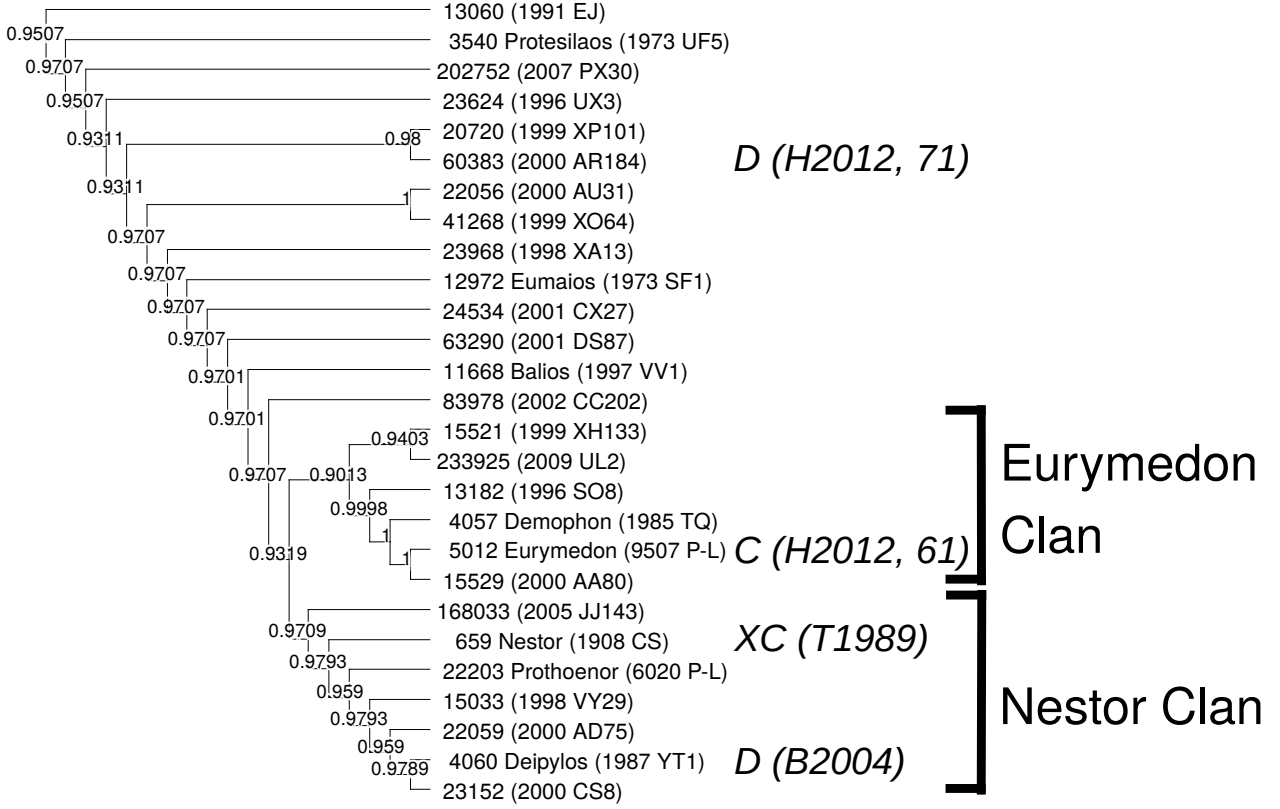 13060 (1991 EJ)
0.9507
3540 Protesilaos (1973 UF5)
0.9707
202752 (2007 PX30)
0.9507
23624 (1996 UX3)
0.9311
20720 (1999 XP101)
0.98
60383 (2000 AR184)
D (H2012, 71)
0.9311
22056 (2000 AU31)
1
41268 (1999 XO64)
0.9707
23968 (1998 XA13)
0.9707
12972 Eumaios (1973 SF1)
0.9707
24534 (2001 CX27)
0.9707
63290 (2001 DS87)
0.9701
11668 Balios (1997 VV1)
0.9701
83978 (2002 CC202)
15521 (1999 XH133)
0.9403
233925 (2009 UL2)
0.9707
0.9013
Eurymedon
Clan
13182 (1996 SO8)
0.9998
4057 Demophon (1985 TQ)
1
5012 Eurymedon (9507 P-L)
C (H2012, 61)
1
0.9319
15529 (2000 AA80)
168033 (2005 JJ143)
0.9709
659 Nestor (1908 CS)
XC (T1989)
0.9793
22203 Prothoenor (6020 P-L)
0.959
15033 (1998 VY29)
Nestor Clan
0.9793
22059 (2000 AD75)
0.959
4060 Deipylos (1987 YT1)
D (B2004)
0.9789
23152 (2000 CS8)